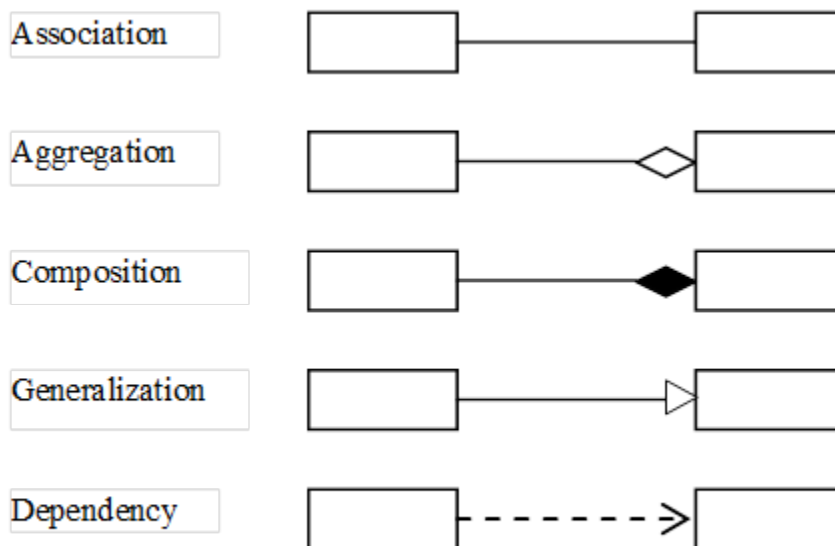 Association
Aggregation
Composition
Generalization
Dependency